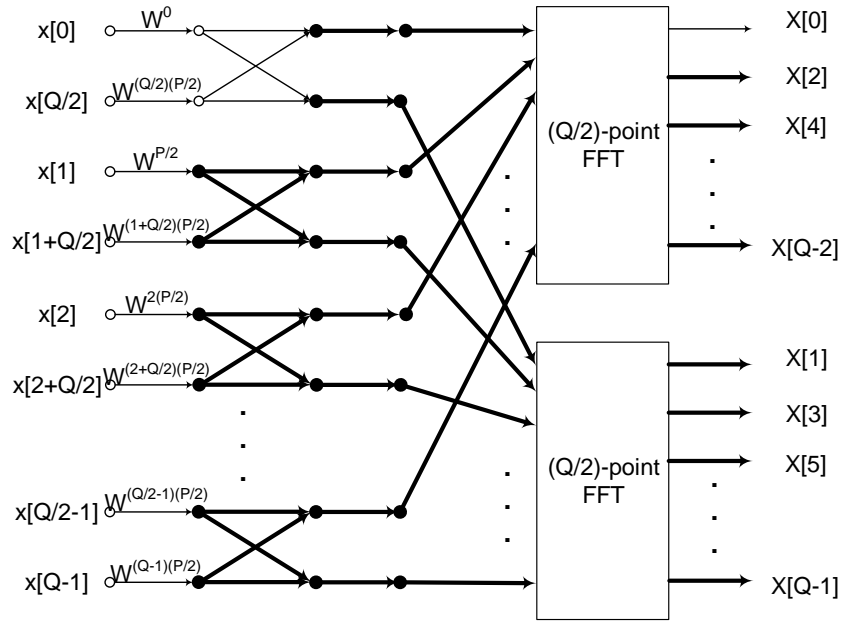 x[0] W^0
x[Q/2] W^(Q/2)(P/2)
x[1] W^P/2
x[1+Q/2] W^(1+Q/2)(P/2)
x[2] W^2(P/2)
x[2+Q/2] W^(2+Q/2)(P/2)
x[Q/2-1] W^(Q/2-1)(P/2)
x[Q-1] W^(Q-1)(P/2)
(Q/2)-point
FFT
(Q/2)-point
FFT
X[0]
X[2]
X[4]
X[Q-2]
X[1]
X[3]
X[5]
X[Q-1]